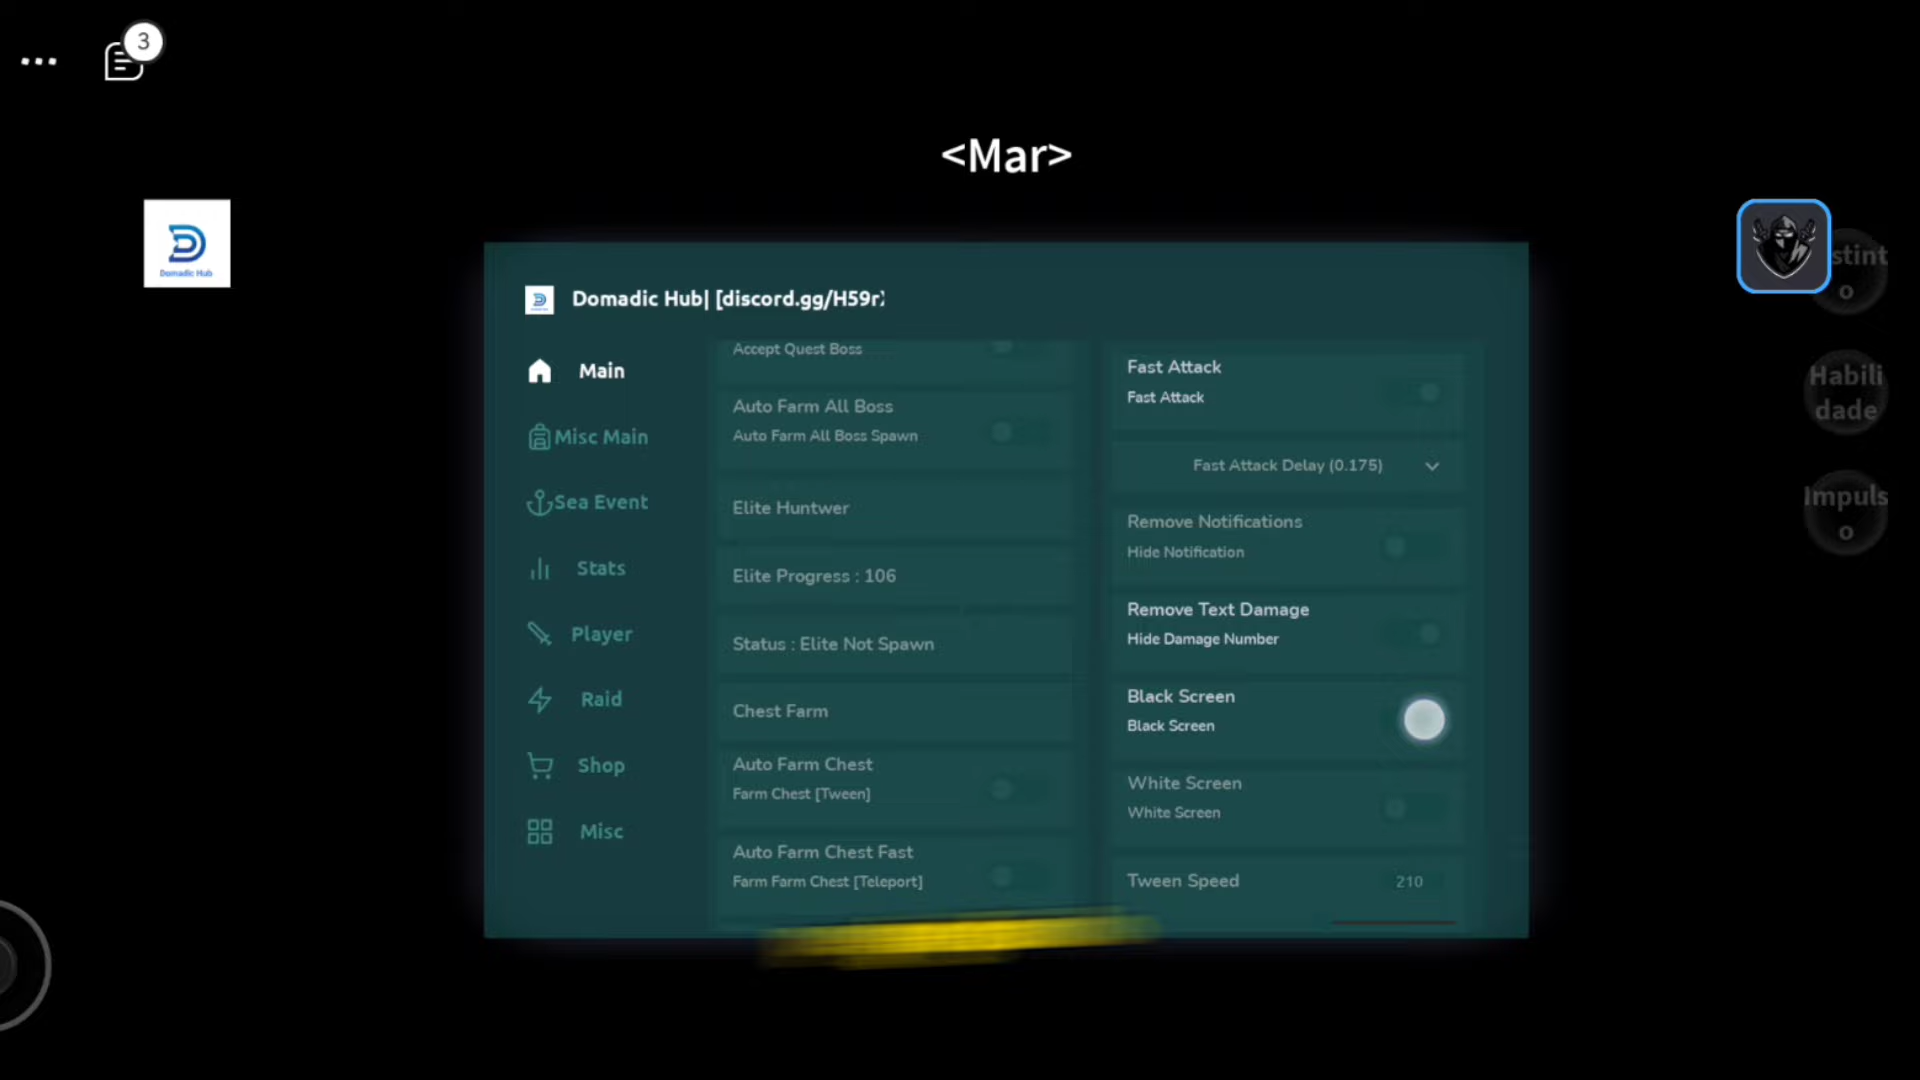 ...
3
<Mar>
Domadic Hub
stint
o
Habili
dade
Impuls
o
Domadic Hub| [discord.gg/H59r
Main
Misc Main
Sea Event
Stats
Player
Raid
Shop
Misc
Accept Quest Boss
Auto Farm All Boss
Auto Farm All Boss Spawn
Elite Huntwer
Elite Progress : 106
Status : Elite Not Spawn
Chest Farm
Auto Farm Chest
Farm Chest [Tween]
Auto Farm Chest Fast
Farm Farm Chest [Teleport]
Fast Attack
Fast Attack
Fast Attack Delay (0.175)
Remove Notifications
Hide Notification
Remove Text Damage
Hide Damage Number
Black Screen
Black Screen
White Screen
White Screen
Tween Speed 210